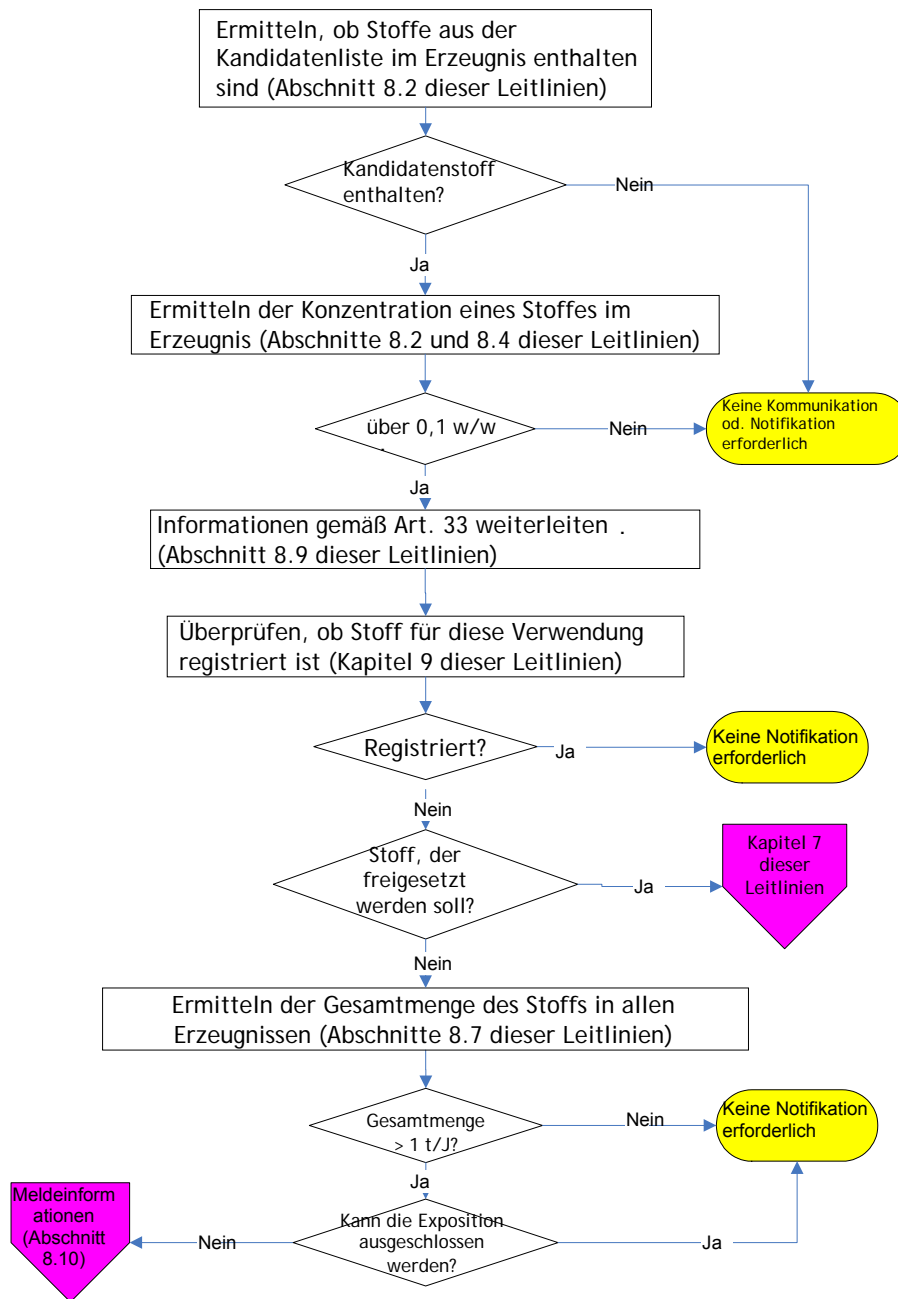 Ermitteln, ob Stoffe aus der
Kandidatenliste im Erzeugnis enthalten
sind (Abschnitt 8.2 dieser Leitlinien)
Kandidatenstoff
enthalten?
Nein
Ja
Ermitteln der Konzentration eines Stoffes im
Erzeugnis (Abschnitte 8.2 und 8.4 dieser Leitlinien)
über 0,1 w/w
.
Nein
Keine Kommunikation
od. Notifikation
erforderlich
Ja
Informationen gemäß Art. 33 weiterleiten .
(Abschnitt 8.9 dieser Leitlinien)
Überprüfen, ob Stoff für diese Verwendung
registriert ist (Kapitel 9 dieser Leitlinien)
Registriert?
Ja
Keine Notifikation
erforderlich
Nein
Stoff, der
freigesetzt
werden soll?
Ja
Kapitel 7
dieser
Leitlinien
Nein
Ermitteln der Gesamtmenge des Stoffs in allen
Erzeugnissen (Abschnitte 8.7 dieser Leitlinien)
Gesamtmenge
> 1 t/J?
Nein
Keine Notifikation
erforderlich
Ja
Kann die Exposition
ausgeschlossen
werden?
Ja
Nein
Meldeinform
ationen
(Abschnitt
8.10)